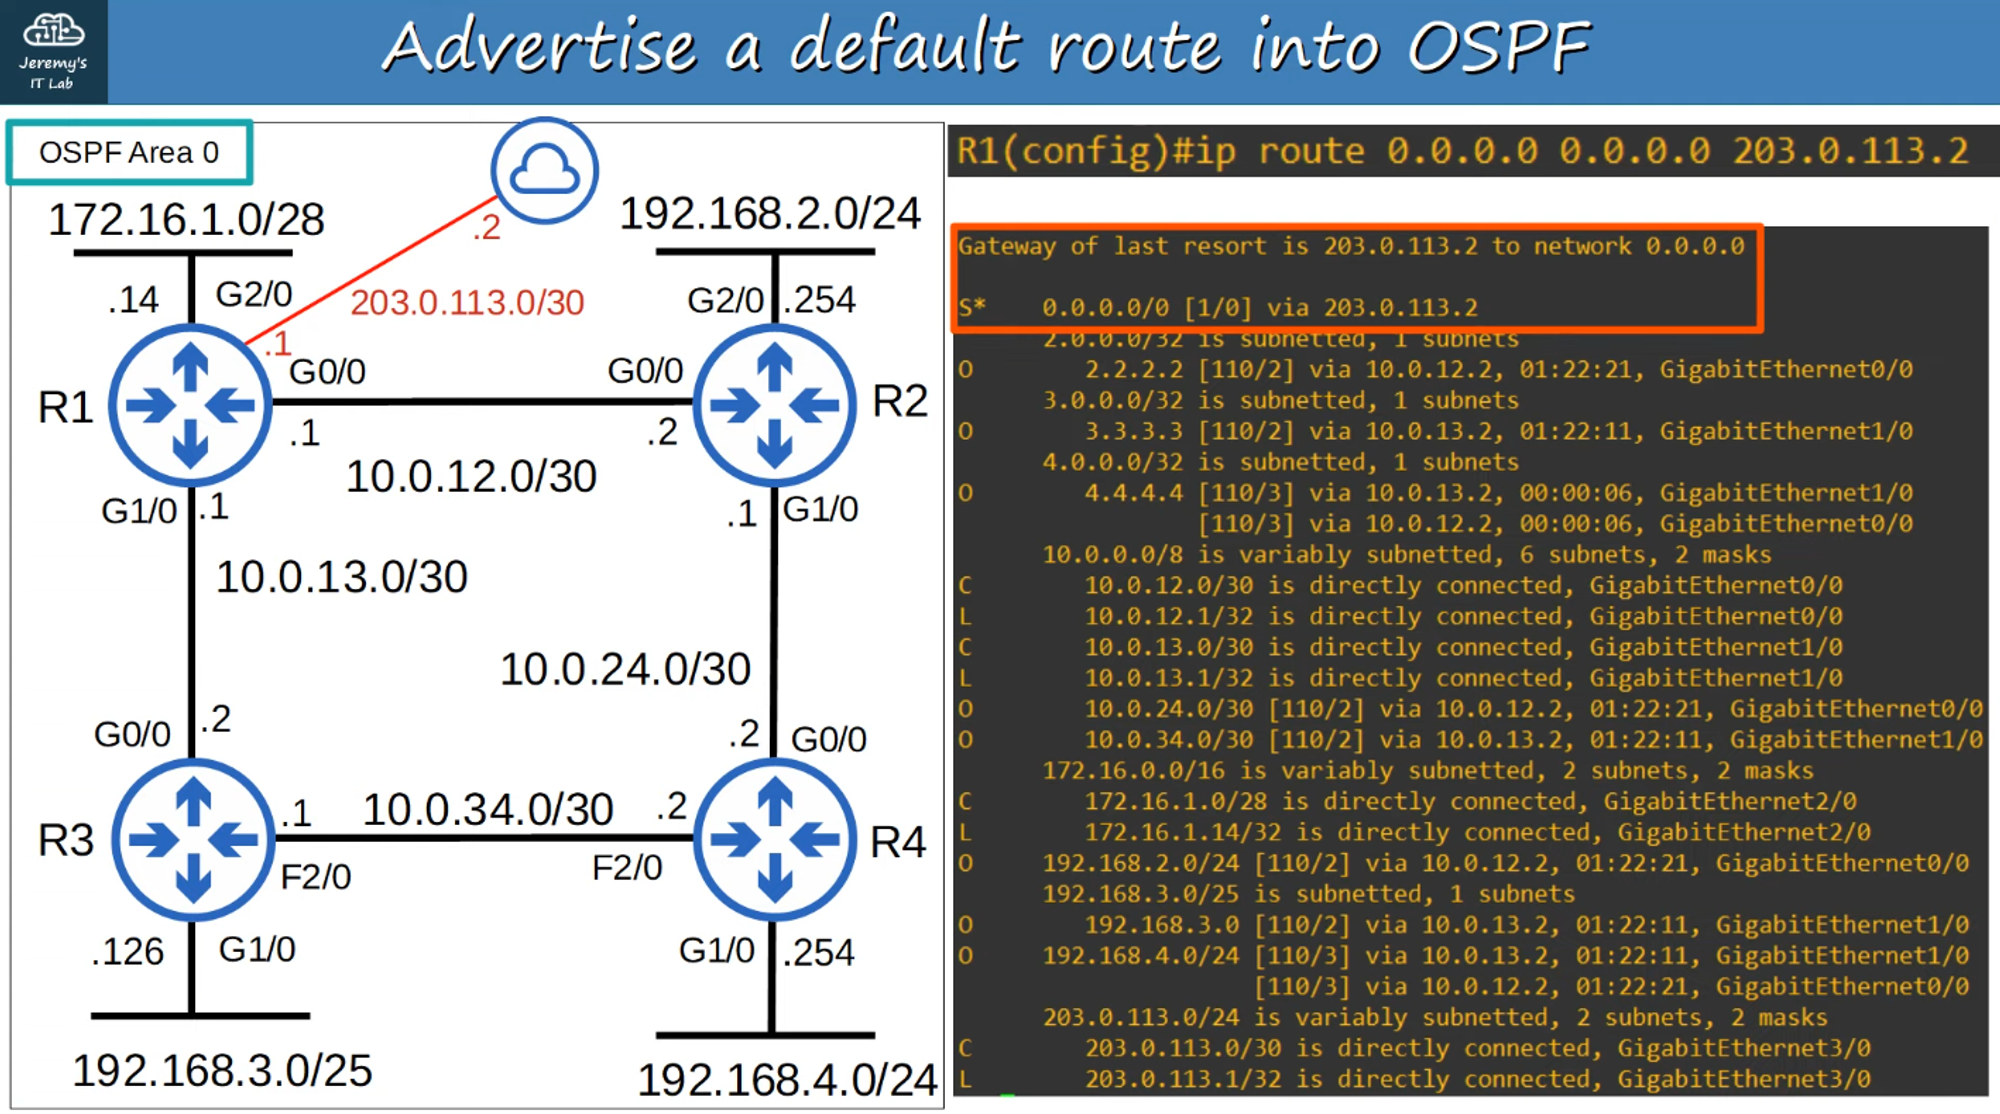 Jeremy's
IT Lab
Advertise a default route into OSPF
OSPF Area 0
172.16.1.0/28
192.168.2.0/24
.2
.14
G2/0
203.0.113.0/30
G2/0
.254
.1
G0/0
G0/0
R1
R2
.1
.2
10.0.12.0/30
G1/0
.1
.1
G1/0
10.0.13.0/30
10.0.24.0/30
G0/0
.2
.2
G0/0
R3
.1
10.0.34.0/30
.2
R4
F2/0
F2/0
.126
G1/0
G1/0
.254
192.168.3.0/25
192.168.4.0/24
R1(config)#ip route 0.0.0.0 0.0.0.0 203.0.113.2
Gateway of last resort is 203.0.113.2 to network 0.0.0.0
S* 0.0.0.0/0 [1/0] via 203.0.113.2
2.0.0.0/32 is subnetted, 1 subnets
O 2.2.2.2 [110/2] via 10.0.12.2, 01:22:21, GigabitEthernet0/0
3.0.0.0/32 is subnetted, 1 subnets
O 3.3.3.3 [110/2] via 10.0.13.2, 01:22:11, GigabitEthernet1/0
4.0.0.0/32 is subnetted, 1 subnets
O 4.4.4.4 [110/3] via 10.0.13.2, 00:00:06, GigabitEthernet1/0
[110/3] via 10.0.12.2, 00:00:06, GigabitEthernet0/0
10.0.0.0/8 is variably subnetted, 6 subnets, 2 masks
C 10.0.12.0/30 is directly connected, GigabitEthernet0/0
L 10.0.12.1/32 is directly connected, GigabitEthernet0/0
C 10.0.13.0/30 is directly connected, GigabitEthernet1/0
L 10.0.13.1/32 is directly connected, GigabitEthernet1/0
O 10.0.24.0/30 [110/2] via 10.0.12.2, 01:22:21, GigabitEthernet0/0
O 10.0.34.0/30 [110/2] via 10.0.13.2, 01:22:11, GigabitEthernet1/0
172.16.0.0/16 is variably subnetted, 2 subnets, 2 masks
C 172.16.1.0/28 is directly connected, GigabitEthernet2/0
L 172.16.1.14/32 is directly connected, GigabitEthernet2/0
O 192.168.2.0/24 [110/2] via 10.0.12.2, 01:22:21, GigabitEthernet0/0
192.168.3.0/25 is subnetted, 1 subnets
O 192.168.3.0 [110/2] via 10.0.13.2, 01:22:11, GigabitEthernet1/0
O 192.168.4.0/24 [110/3] via 10.0.13.2, 01:22:11, GigabitEthernet1/0
[110/3] via 10.0.12.2, 01:22:21, GigabitEthernet0/0
203.0.113.0/24 is variably subnetted, 2 subnets, 2 masks
C 203.0.113.0/30 is directly connected, GigabitEthernet3/0
L 203.0.113.1/32 is directly connected, GigabitEthernet3/0